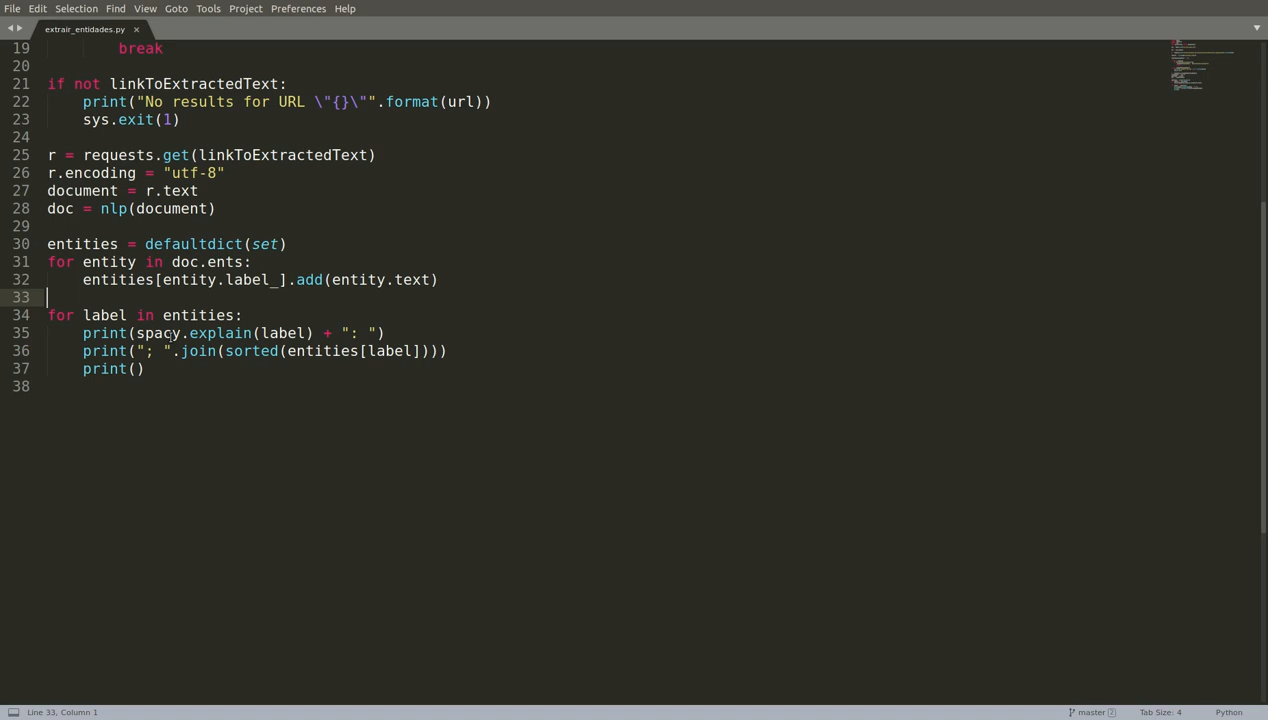 File Edit Selection Find View Goto Tools Project Preferences Help
extrair_entidades.py ×
19 break
20
21 if not linkToExtractedText:
22 print("No results for URL \"{}\"".format(url))
23 sys.exit(1)
24
25 r = requests.get(linkToExtractedText)
26 r.encoding = "utf-8"
27 document = r.text
28 doc = nlp(document)
29
30 entities = defaultdict(set)
31 for entity in doc.ents:
32 entities[entity.label_].add(entity.text)
33
34 for label in entities:
35 print(spacy.explain(label) + ": ")
36 print("; ".join(sorted(entities[label])))
37 print()
38
Line 33, Column 1 master 2 Tab Size: 4 Python